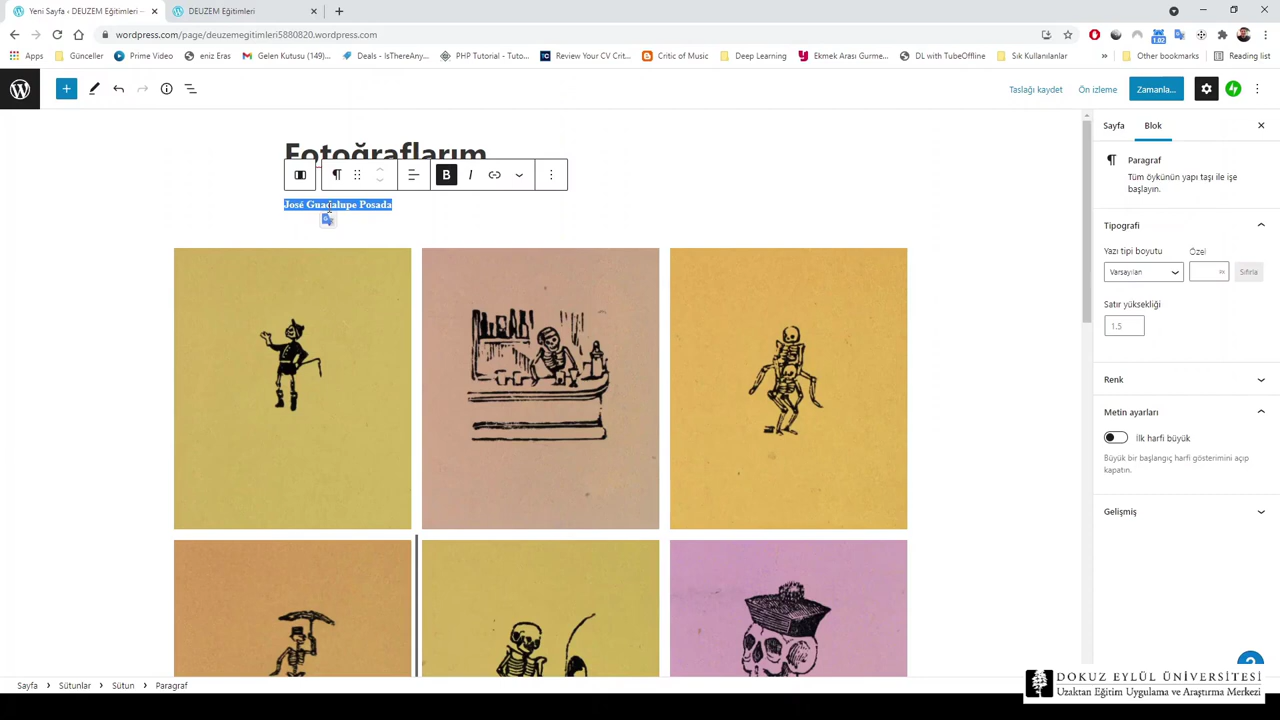 Yeni Sayfa ‹ DEUZEM Eğitimleri –
DEUZEM Eğitimleri
wordpress.com/page/deuzemegitimleri5880820.wordpress.com
Apps
Günceller
Prime Video
eniz Eras
Gelen Kutusu (149)...
Deals - IsThereAny...
PHP Tutorial - Tuto...
Review Your CV Crit...
Critic of Music
Deep Learning
Ekmek Arası Gurme...
DL with TubeOffline
Sık Kullanılanlar
»
Other bookmarks
Reading list
1.02
Taslağı kaydet
Ön izleme
Zamanla...
Fotoğraflarım
B
I
José Guadalupe Posada
Sayfa
Blok
Paragraf
Tüm öykünün yapı taşı ile işe
başlayın.
Tipografi
Yazı tipi boyutu
Özel
Varsayılan
PX
Sıfırla
Satır yüksekliği
1.5
Renk
Metin ayarları
İlk harfi büyük
Büyük bir başlangıç harfi gösterimini açıp
kapatın.
Gelişmiş
Sayfa
Sütunlar
Sütun
Paragraf
DOKUZ EYLÜL ÜNİVERSİTESİ
Uzaktan Eğitim Uygulama ve Araştırma Merkezi